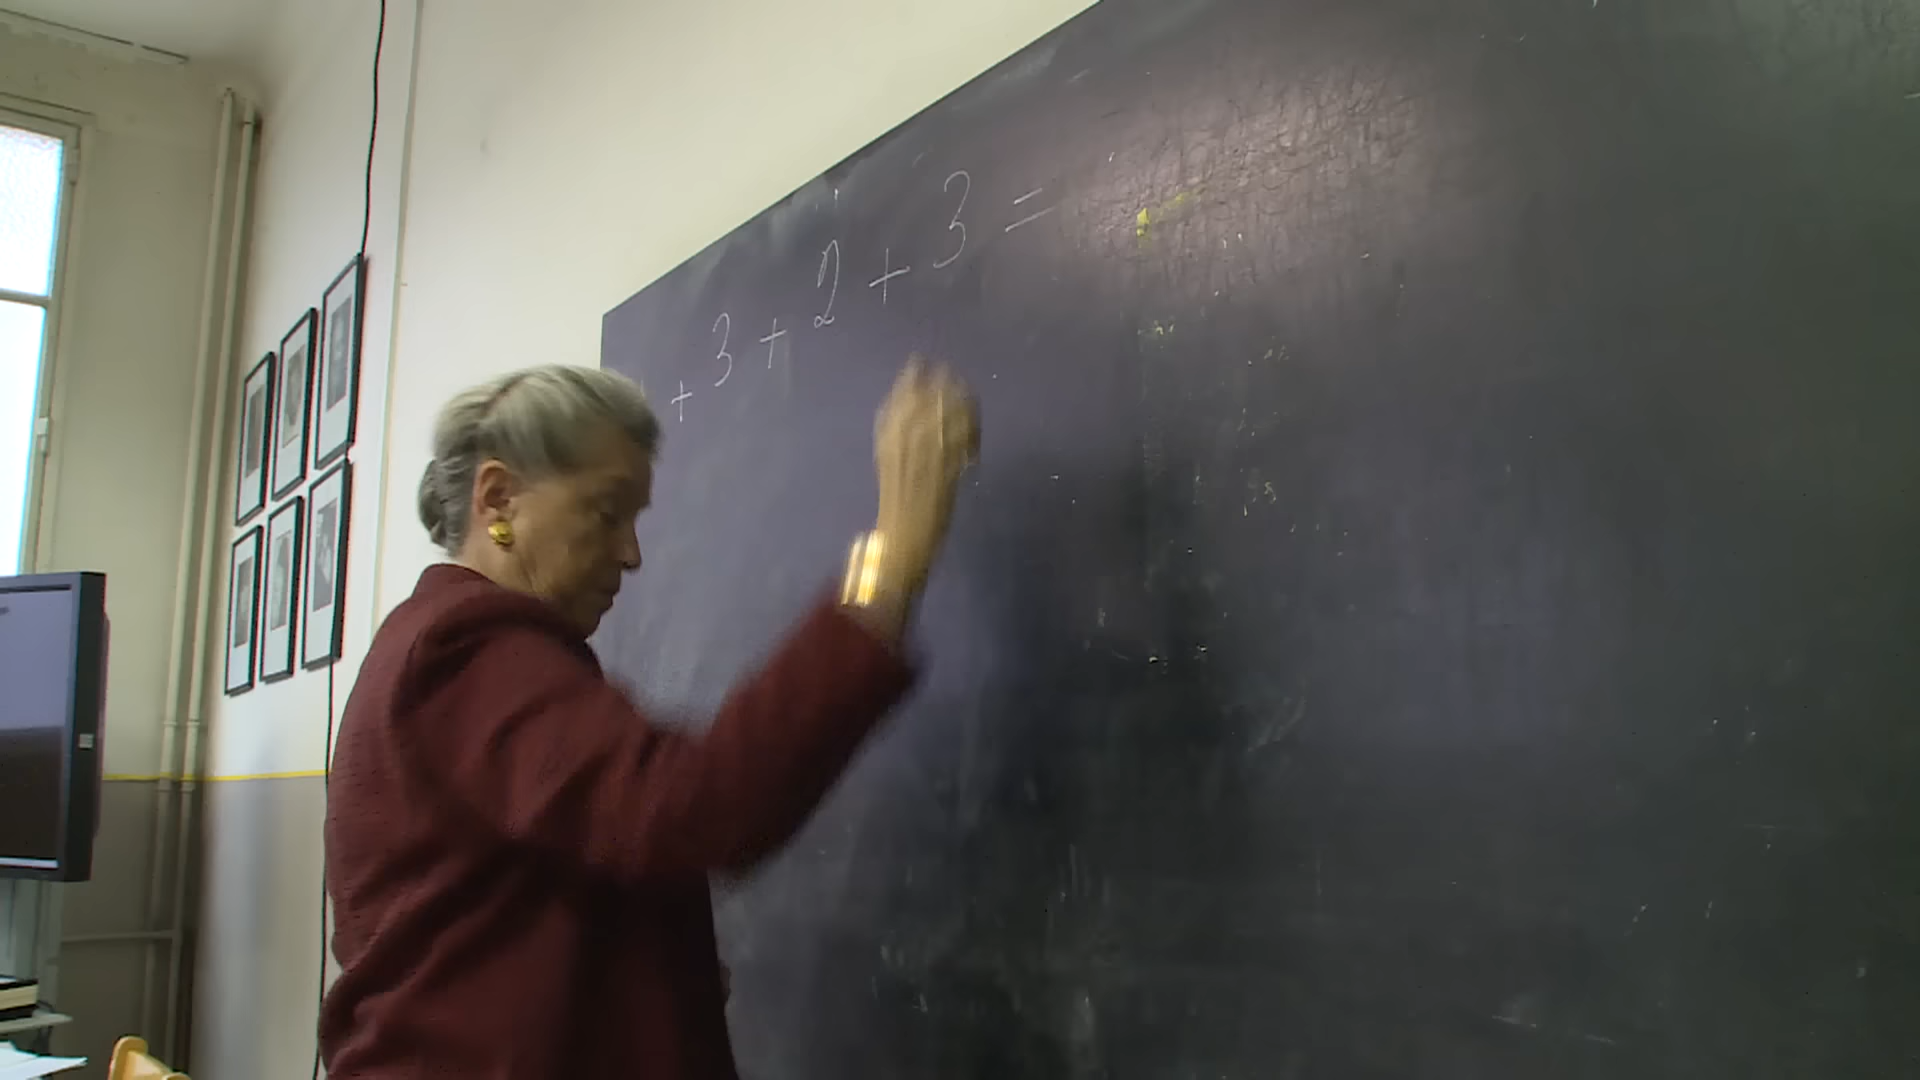 + 3 + 2 + 3 =